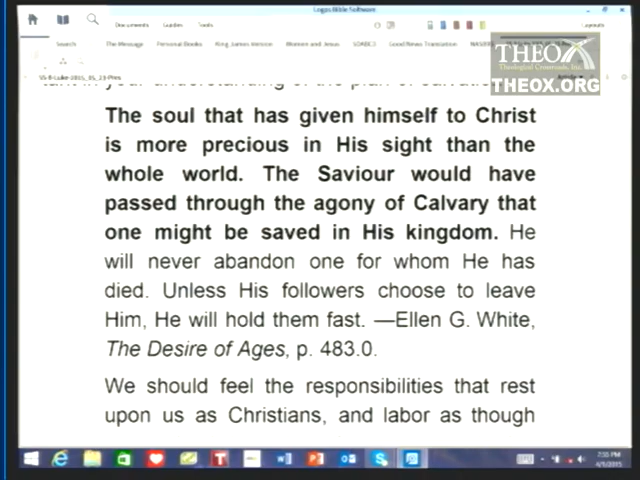 Logos Bible Software
Documents Guides Tools
Layouts
Search The Message Personal Books King James Version Women and Jesus Good News Translation
THEOX
THEOX.ORG
The soul that has given himself to Christ
is more precious in His sight than the
whole world. The Saviour would have
passed through the agony of Calvary that
one might be saved in His kingdom. He
will never abandon one for whom He has
died. Unless His followers choose to leave
Him, He will hold them fast. —Ellen G. White,
The Desire of Ages, p. 483.0.
We should feel the responsibilities that rest
upon us as Christians, and labor as though